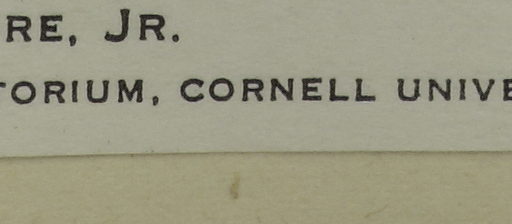 RE, JR.
TORIUM, CORNELL UNIVE